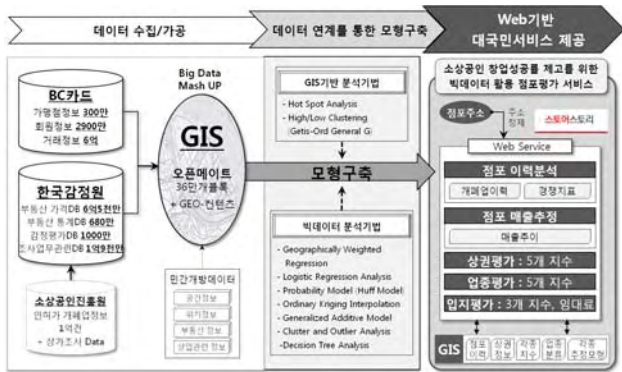 데이터 수집/가공
데이터 연계를 통한 모형구축
Web기반
대국민서비스 제공
BC카드
가맹점정보 300만
회원정보 2900만
거래정보 6억
한국감정원
부동산 가격DB 6억5천만
부동산 통계DB 680만
감정평가DB 1000만
조사업무관련DB 1억9천만
소상공인진흥원
인허가 개폐업정보
1억건
+ 상가조사 Data
Big Data
Mash UP
GIS
오픈메이트
36만개블록
+ GEO-컨텐츠
민간개방데이터
공간정보
위치정보
부동산 정보
상업관련 정보
GIS기반 분석기법
- Hot Spot Analysis
- High/Low Clustering
(Getis-Ord General G)
모형구축
빅데이터 분석기법
- Geographically Weighted
Regression
- Logistic Regression Analysis
- Probability Model (Huff Model)
- Ordinary Kriging Interpolation
- Generalized Additive Model
- Cluster and Outlier Analysis
- Decision Tree Analysis
소상공인 창업성공률 제고를 위한
빅데이터 활용 점포평가 서비스
점포주소
주소
정제
스토어스토리
Web Service
점포 이력분석
개폐업이력
경쟁지표
점포 매출추정
매출추이
상권평가 : 5개 지수
업종평가 : 5개 지수
입지평가 : 3개 지수, 임대료
GIS
점포
이력
상권
정보
각종
지수
업종
분류
각종
추정모형